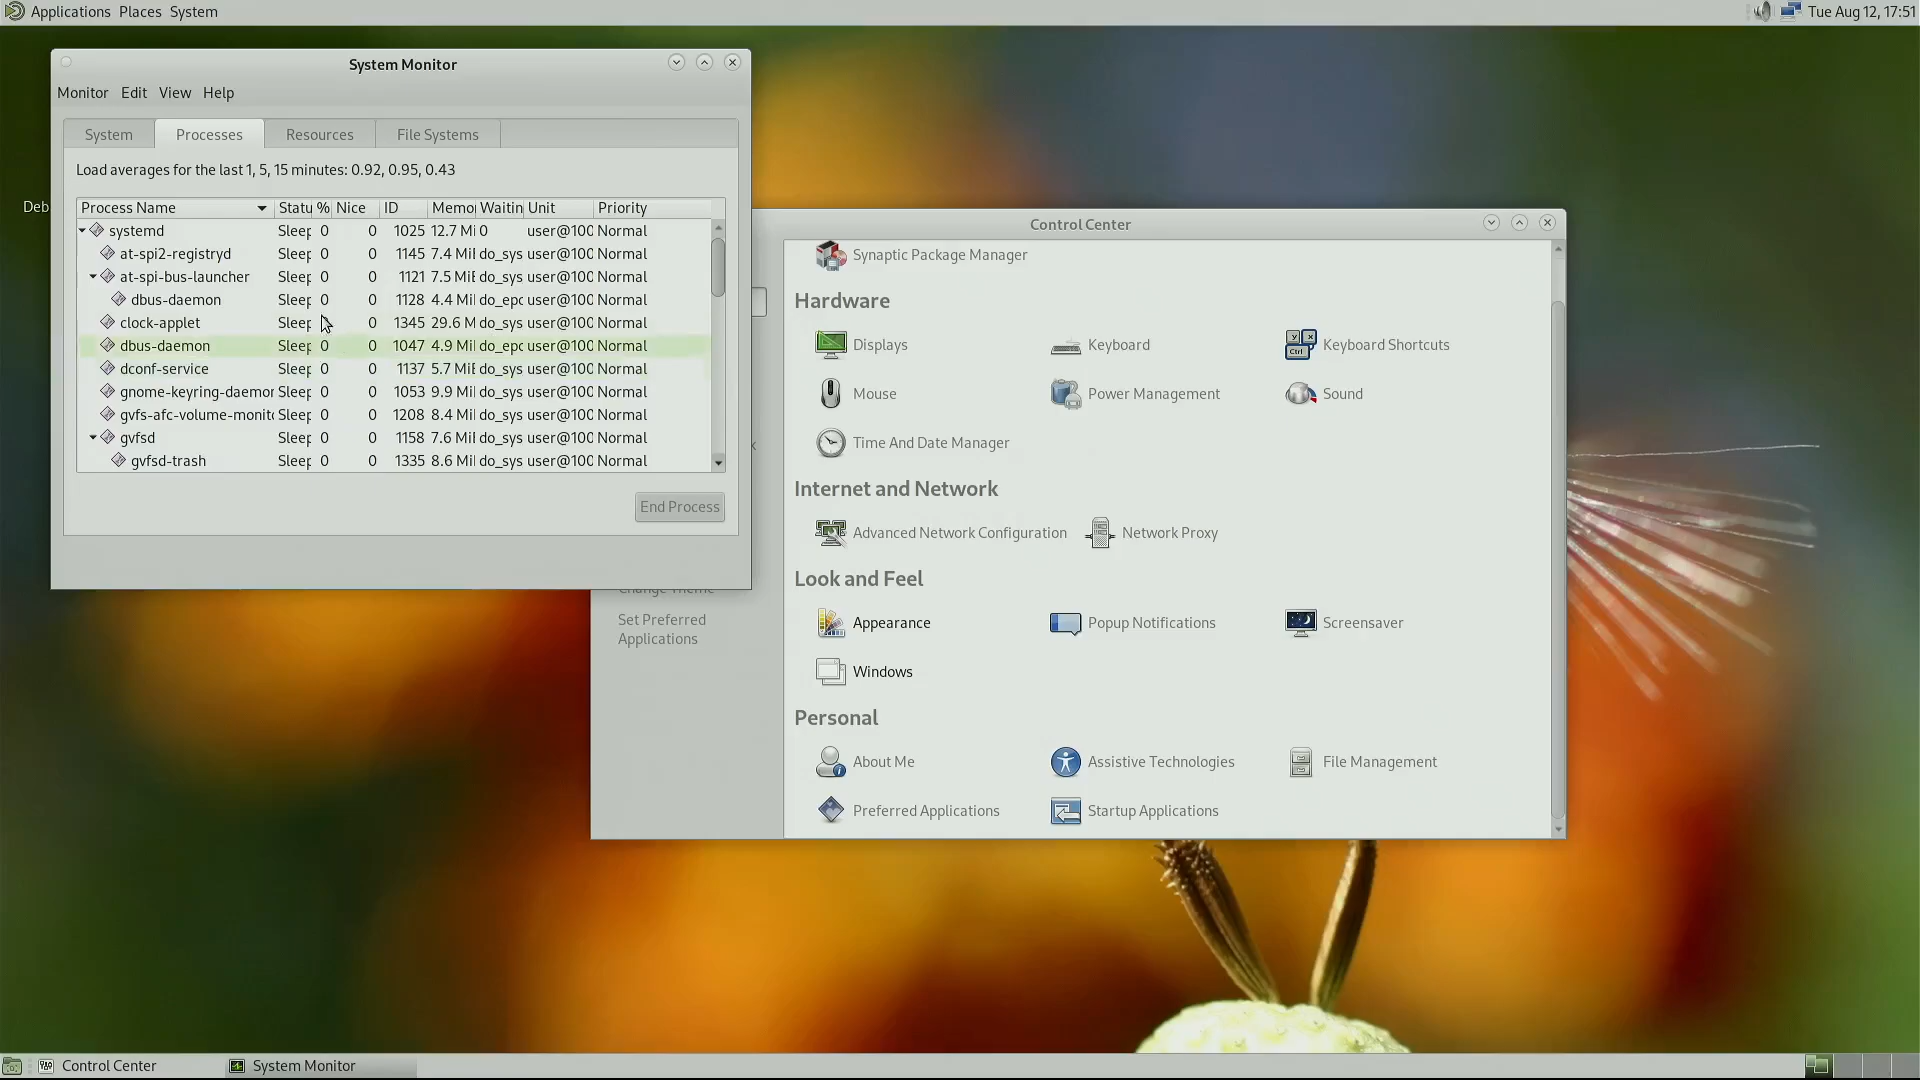 Applications Places System
Tue Aug 12, 17:51
System Monitor
Monitor Edit View Help
System Processes Resources File Systems
Load averages for the last 1, 5, 15 minutes: 0.92, 0.95, 0.43
Process Name Statu % Nice ID Memo Waitin Unit Priority
systemd Sleep 0 0 1025 12.7 Mi 0 user@100 Normal
at-spi2-registryd Sleep 0 0 1145 7.4 Mil do_sys user@100 Normal
at-spi-bus-launcher Sleep 0 0 1121 7.5 MiE do_sys user@100 Normal
dbus-daemon Sleep 0 0 1128 4.4 Mil do_epc user@100 Normal
clock-applet Sleep 0 0 1345 29.6 M do_sys user@100 Normal
dbus-daemon Sleep 0 0 1047 4.9 Mil do_epc user@100 Normal
dconf-service Sleep 0 0 1137 5.7 MiE do_sys user@100 Normal
gnome-keyring-daemon Sleep 0 0 1053 9.9 Mil do_sys user@100 Normal
gvfs-afc-volume-monito Sleep 0 0 1208 8.4 Mil do_sys user@100 Normal
gvfsd Sleep 0 0 1158 7.6 Mil do_sys user@100 Normal
gvfsd-trash Sleep 0 0 1335 8.6 Mil do_sys user@100 Normal
End Process
Deb
Control Center
Change Theme
Set Preferred
Applications
Synaptic Package Manager
Hardware
Displays Keyboard Keyboard Shortcuts
Mouse Power Management Sound
Time And Date Manager
Internet and Network
Advanced Network Configuration Network Proxy
Look and Feel
Appearance Popup Notifications Screensaver
Windows
Personal
About Me Assistive Technologies File Management
Preferred Applications Startup Applications
Control Center System Monitor